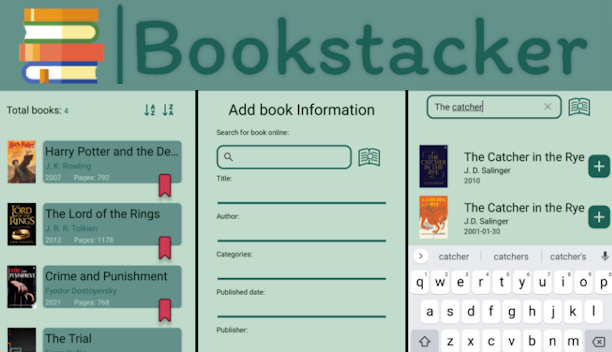 Bookstacker
Total books: 4
Harry Potter and the De...
J. K. Rowling
2007 Pages: 792
The Lord of the Rings
J. R. R. Tolkien
2012 Pages: 1178
Crime and Punishment
Fyodor Dostoyevsky
2021 Pages: 768
The Trial
Add book Information
Search for book online:
Title:
Author:
Categories:
Published date:
Publisher:
The catcher
The Catcher in the Rye
J.D. Salinger
2010
The Catcher in the Rye
J.D. Salinger
2001-01-30
catcher catchers catcher's
q w e r t y u i o p
a s d f g h j k l
z x c v b n m